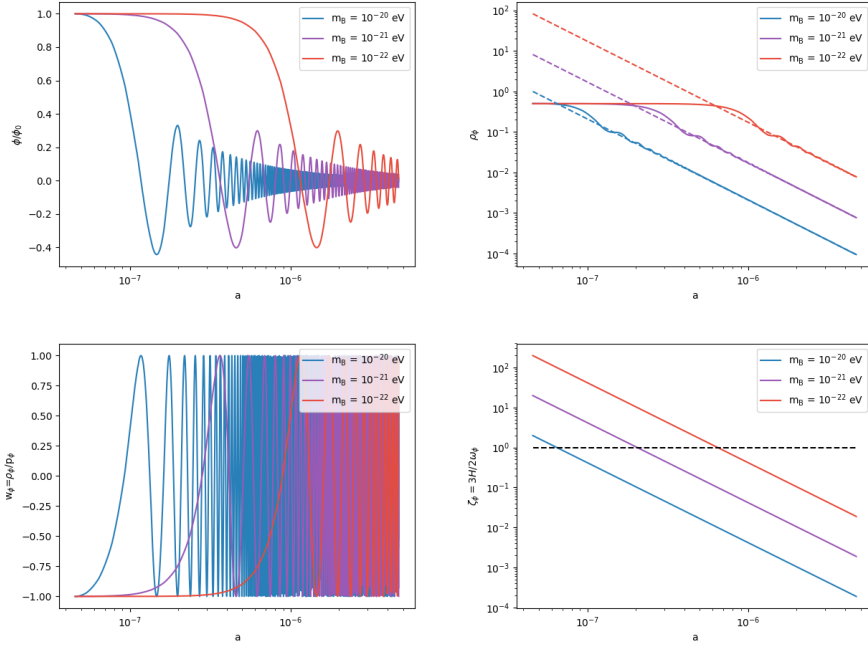 1.0
0.8
0.6
0.4
0.2
0.0
−0.2
−0.4
ϕ/ϕ₀
10⁻⁷
10⁻⁶
a
m_B = 10⁻²⁰ eV
m_B = 10⁻²¹ eV
m_B = 10⁻²² eV
10²
10¹
10⁰
10⁻¹
10⁻²
10⁻³
10⁻⁴
ρ_ϕ
10⁻⁷
10⁻⁶
a
m_B = 10⁻²⁰ eV
m_B = 10⁻²¹ eV
m_B = 10⁻²² eV
1.00
0.75
0.50
0.25
0.00
−0.25
−0.50
−0.75
−1.00
w_ϕ=ρ_ϕ/p_ϕ
10⁻⁷
10⁻⁶
a
m_B = 10⁻²⁰ eV
m_B = 10⁻²¹ eV
m_B = 10⁻²² eV
10²
10¹
10⁰
10⁻¹
10⁻²
10⁻³
10⁻⁴
ζ_ϕ = 3H/2ω_ϕ
10⁻⁷
10⁻⁶
a
m_B = 10⁻²⁰ eV
m_B = 10⁻²¹ eV
m_B = 10⁻²² eV